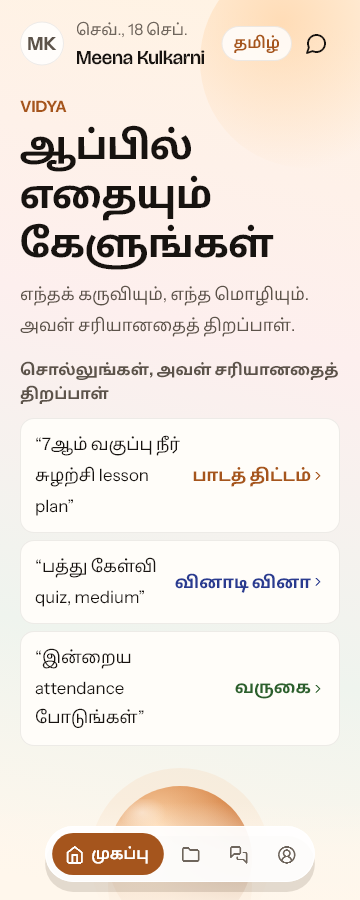 MK
செவ்., 18 செப்.
Meena Kulkarni
தமிழ்
VIDYA
ஆப்பில்
எதையும்
கேளுங்கள்
எந்தக் கருவியும், எந்த மொழியும்.
அவள் சரியானதைத் திறப்பாள்.
சொல்லுங்கள், அவள் சரியானதைத்
திறப்பாள்
“7ஆம் வகுப்பு நீர்
சுழற்சி lesson
plan”
பாடத் திட்டம்
“பத்து கேள்வி
quiz, medium”
வினாடி வினா
“இன்றைய
attendance
போடுங்கள்”
வருகை
முகப்பு